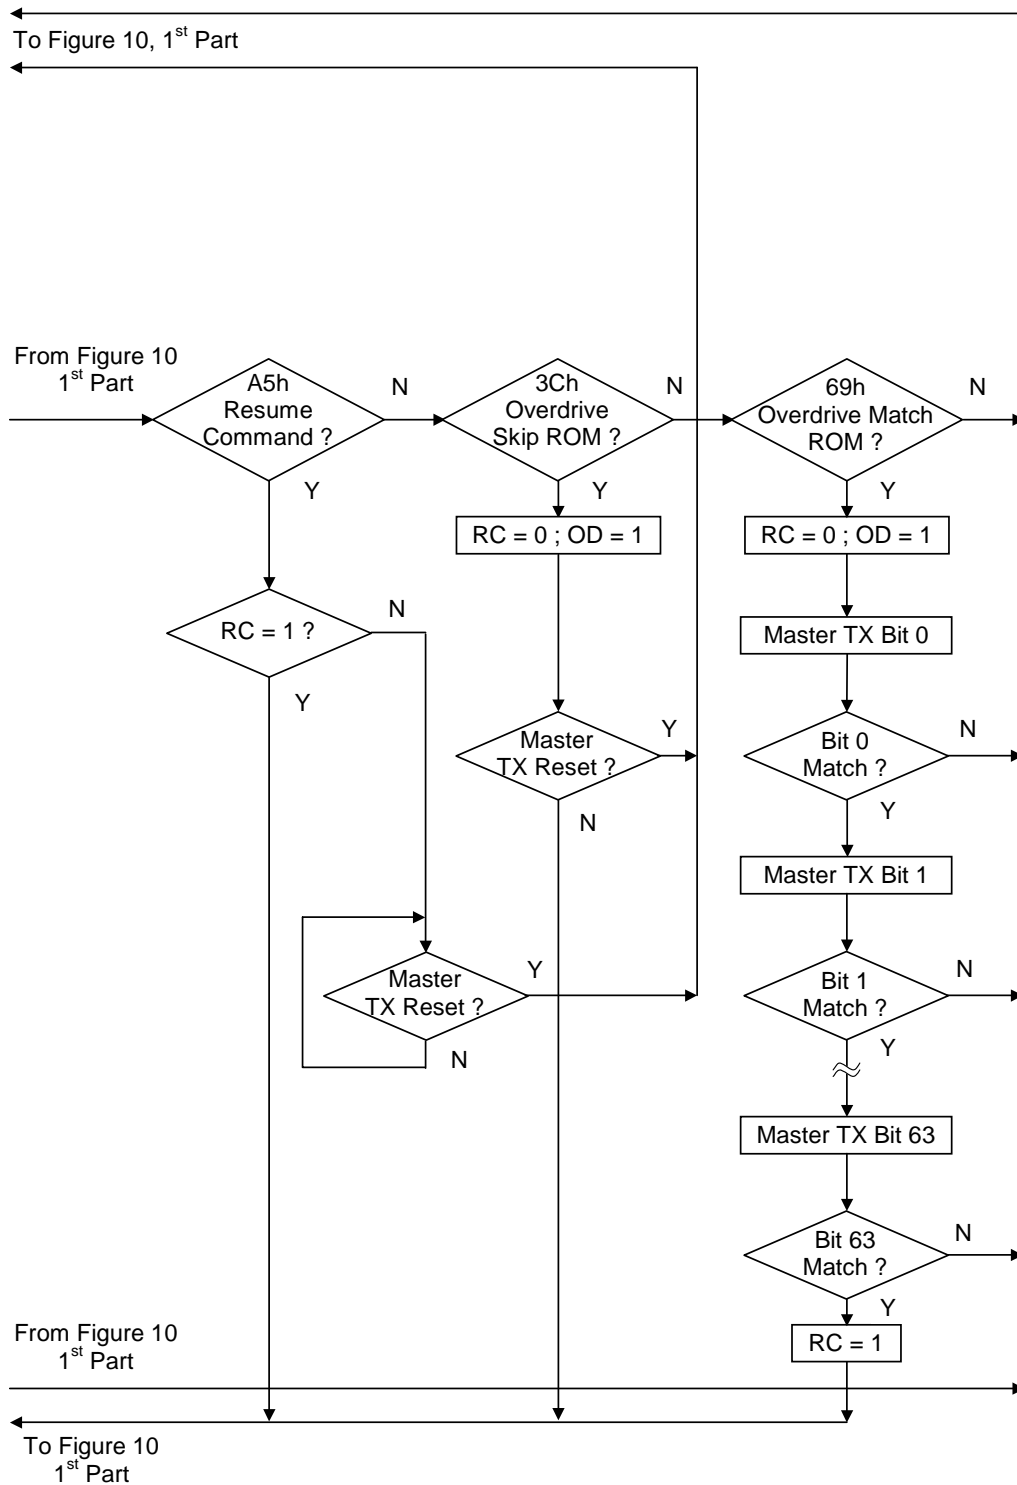 To Figure 10, 1st Part
From Figure 10
1st Part
A5h
Resume
Command ?
N
Y
3Ch
Overdrive
Skip ROM ?
N
Y
69h
Overdrive Match
ROM ?
N
Y
RC = 0 ; OD = 1
RC = 0 ; OD = 1
RC = 1 ?
N
Y
Master TX Bit 0
Master
TX Reset ?
Y
N
Bit 0
Match ?
N
Y
Master TX Bit 1
Master
TX Reset ?
Y
N
Bit 1
Match ?
N
Y
Master TX Bit 63
Bit 63
Match ?
N
Y
RC = 1
From Figure 10
1st Part
To Figure 10
1st Part